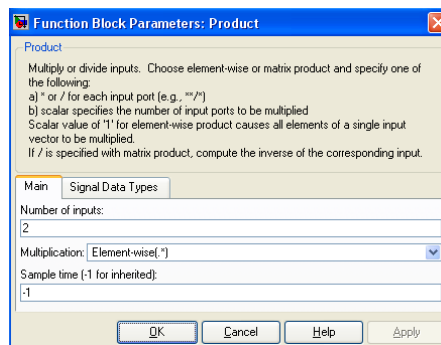 Function Block Parameters: Product
Product
Multiply or divide inputs. Choose element-wise or matrix product and specify one of
the following:
a) * or / for each input port (e.g., **/*)
b) scalar specifies the number of input ports to be multiplied
Scalar value of '1' for element-wise product causes all elements of a single input
vector to be multiplied.
If / is specified with matrix product, compute the inverse of the corresponding input.
Main Signal Data Types
Number of inputs:
2
Multiplication: Element-wise(.*)
Sample time (-1 for inherited):
-1
OK Cancel Help Apply